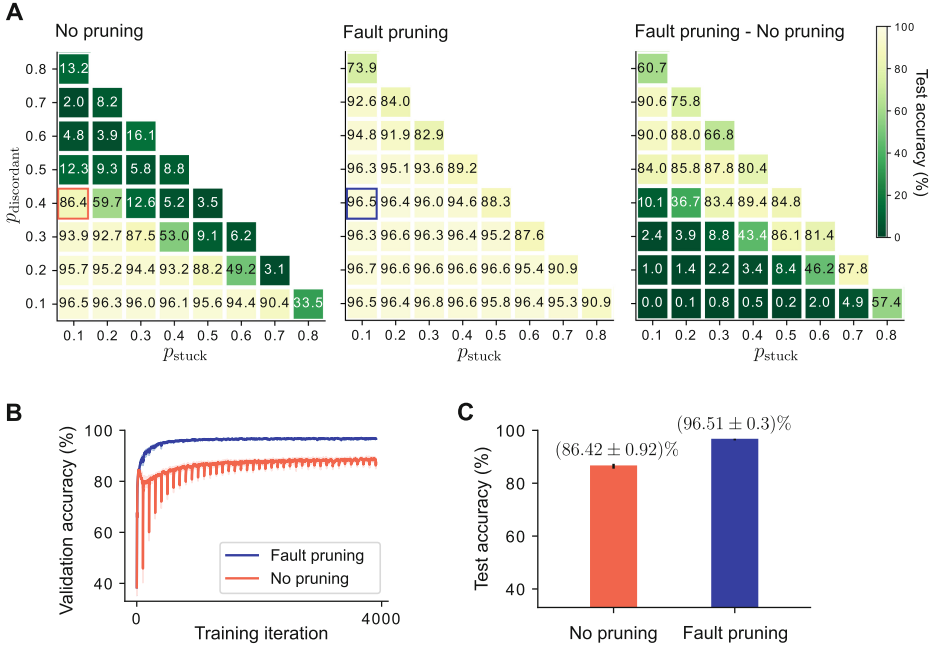 A
No pruning
Fault pruning
Fault pruning - No pruning
0.8 13.2
73.9
60.7
100
0.7 2.0 8.2
92.6 84.0
90.6 75.8
80
0.6 4.8 3.9 16.1
94.8 91.9 82.9
90.0 88.0 66.8
60
0.5 12.3 9.3 5.8 8.8
96.3 95.1 93.6 89.2
84.0 85.8 87.8 80.4
40
0.4 86.4 59.7 12.6 5.2 3.5
96.5 96.4 96.0 94.6 88.3
10.1 36.7 83.4 89.4 84.8
20
0.3 93.9 92.7 87.5 53.0 9.1 6.2
96.3 96.6 96.3 96.4 95.2 87.6
2.4 3.9 8.8 43.4 86.1 81.4
0
0.2 95.7 95.2 94.4 93.2 88.2 49.2 3.1
96.7 96.6 96.6 96.6 96.6 95.4 90.9
1.0 1.4 2.2 3.4 8.4 46.2 87.8
0.1 96.5 96.3 96.0 96.1 95.6 94.4 90.4 33.5
96.5 96.4 96.8 96.6 95.8 96.4 95.3 90.9
0.0 0.1 0.8 0.5 0.2 2.0 4.9 57.4
0.1 0.2 0.3 0.4 0.5 0.6 0.7 0.8
0.1 0.2 0.3 0.4 0.5 0.6 0.7 0.8
0.1 0.2 0.3 0.4 0.5 0.6 0.7 0.8
p_discordant
p_stuck
p_stuck
p_stuck
Test accuracy (%)
B
Validation accuracy (%)
100
80
60
40
Fault pruning
No pruning
0
4000
Training iteration
C
Test accuracy (%)
100
80
60
40
(86.42 ± 0.92)%
(96.51 ± 0.3)%
No pruning
Fault pruning